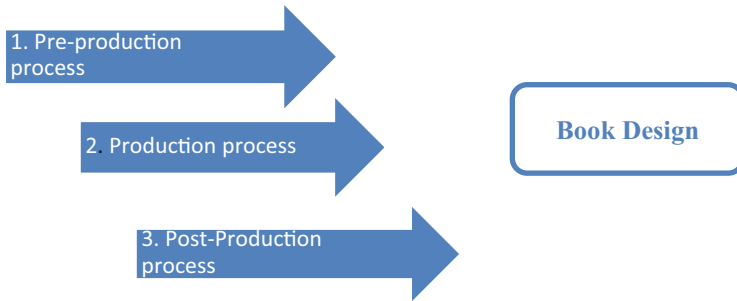 1. Pre-production
process
2. Production process
Book Design
3. Post-Production
process